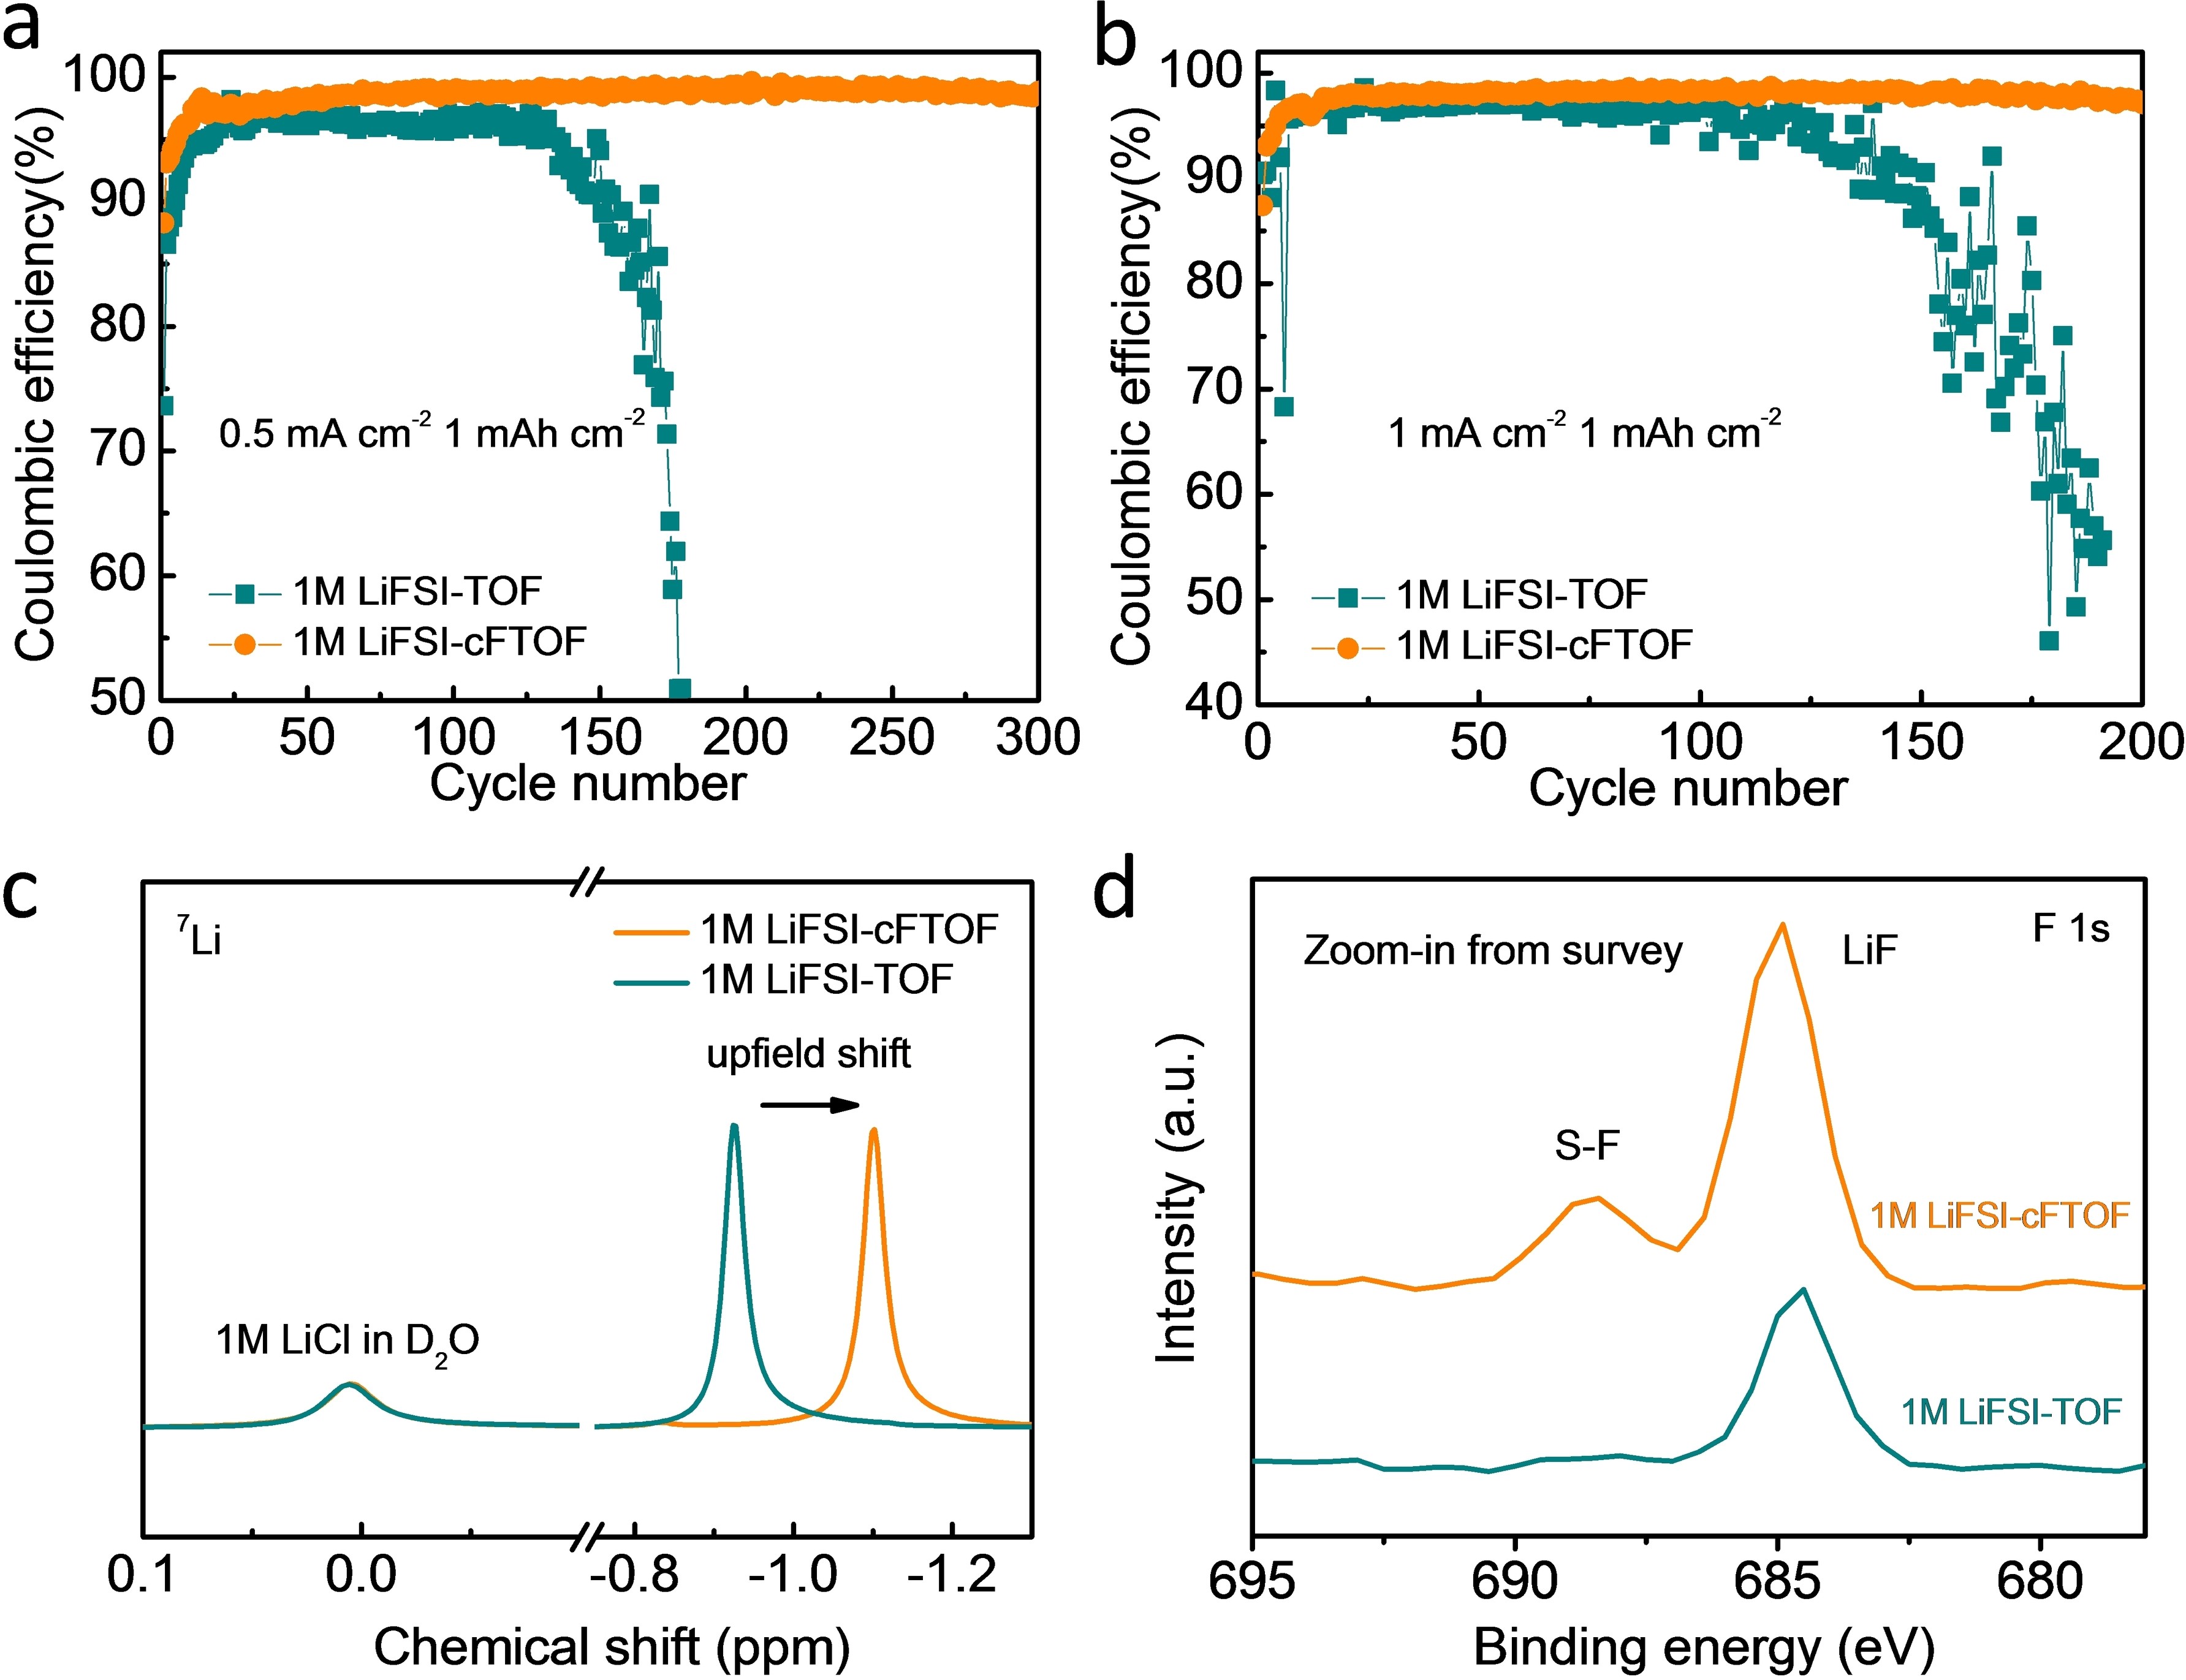 a
100
90
80
70
60
50
Coulombic efficiency(%)
0.5 mA cm-2 1 mAh cm-2
1M LiFSI-TOF
1M LiFSI-cFTOF
0 50 100 150 200 250 300
Cycle number
b
100
90
80
70
60
50
40
Coulombic efficiency(%)
1 mA cm-2 1 mAh cm-2
1M LiFSI-TOF
1M LiFSI-cFTOF
0 50 100 150 200
Cycle number
c
7Li
1M LiFSI-cFTOF
1M LiFSI-TOF
upfield shift
1M LiCl in D2O
0.1 0.0 -0.8 -1.0 -1.2
Chemical shift (ppm)
d
F 1s
Zoom-in from survey
LiF
S-F
1M LiFSI-cFTOF
1M LiFSI-TOF
Intensity (a.u.)
695 690 685 680
Binding energy (eV)